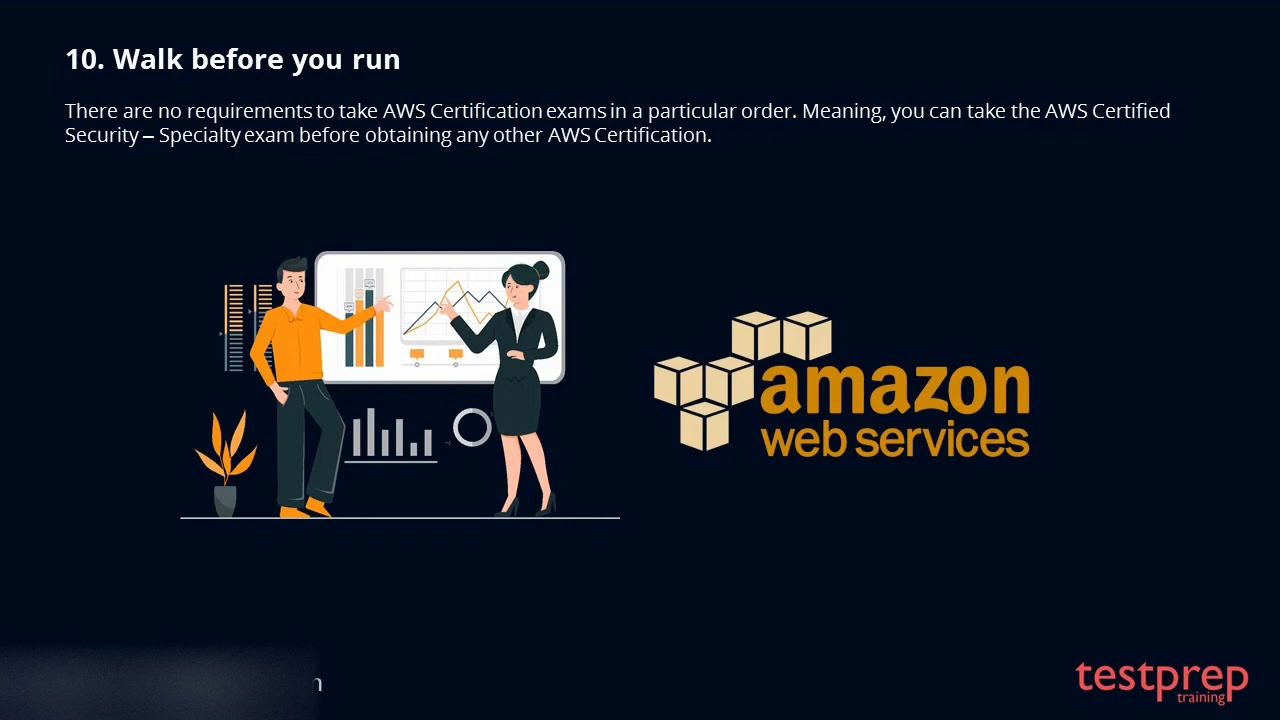 10. Walk before you run
There are no requirements to take AWS Certification exams in a particular order. Meaning, you can take the AWS Certified
Security – Specialty exam before obtaining any other AWS Certification.
amazon
web services
testprep
training